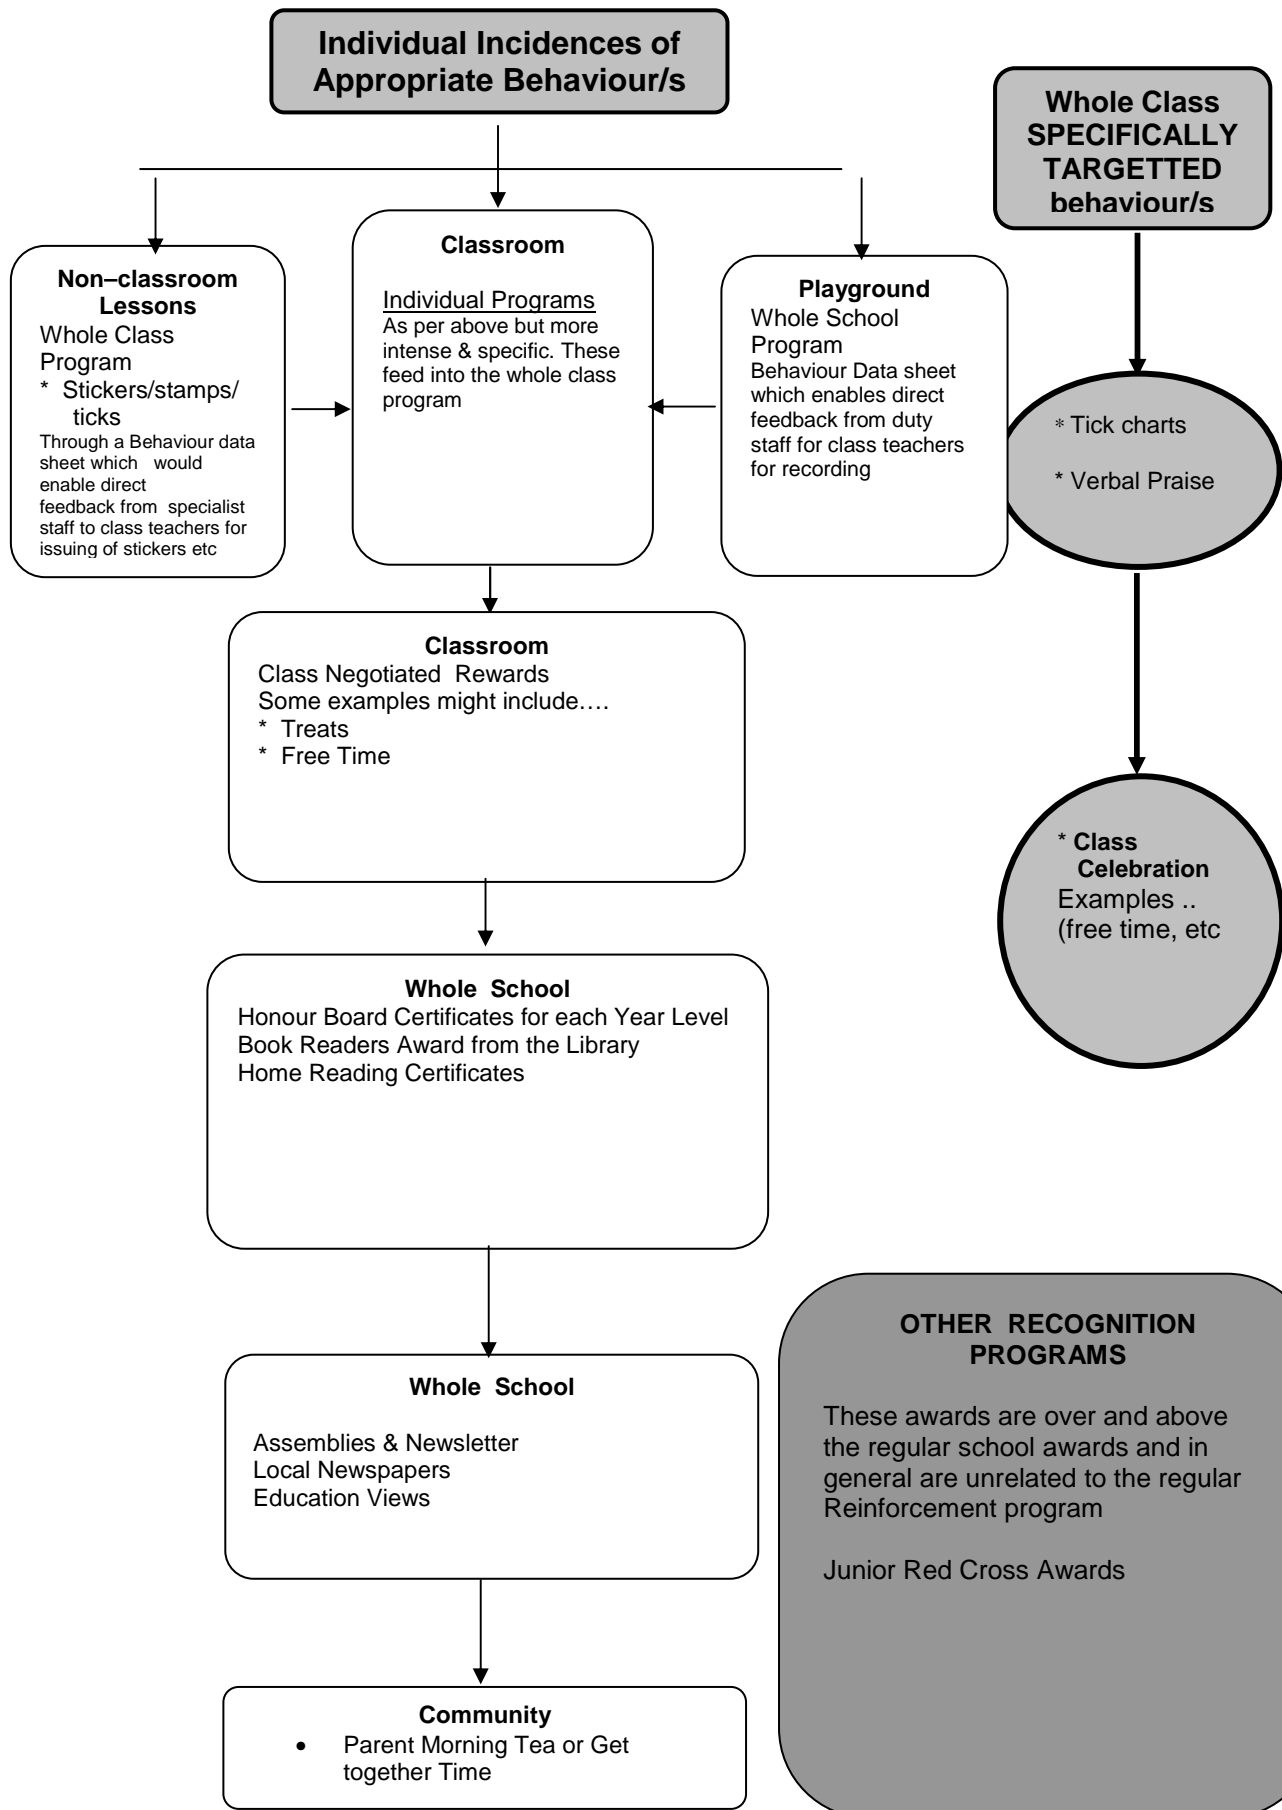 Individual Incidences of
Appropriate Behaviour/s
Whole Class
SPECIFICALLY
TARGETTED
behaviour/s
Non–classroom
Lessons
Whole Class
Program
* Stickers/stamps/
ticks
Through a Behaviour data
sheet which would
enable direct
feedback from specialist
staff to class teachers for
issuing of stickers etc
Classroom
Individual Programs
As per above but more
intense & specific. These
feed into the whole class
program
Playground
Whole School
Program
Behaviour Data sheet
which enables direct
feedback from duty
staff for class teachers
for recording
* Tick charts
* Verbal Praise
Classroom
Class Negotiated Rewards
Some examples might include….
* Treats
* Free Time
* Class
Celebration
Examples ..
(free time, etc
Whole School
Honour Board Certificates for each Year Level
Book Readers Award from the Library
Home Reading Certificates
Whole School
Assemblies & Newsletter
Local Newspapers
Education Views
OTHER RECOGNITION
PROGRAMS
These awards are over and above
the regular school awards and in
general are unrelated to the regular
Reinforcement program
Junior Red Cross Awards
Community
• Parent Morning Tea or Get
together Time